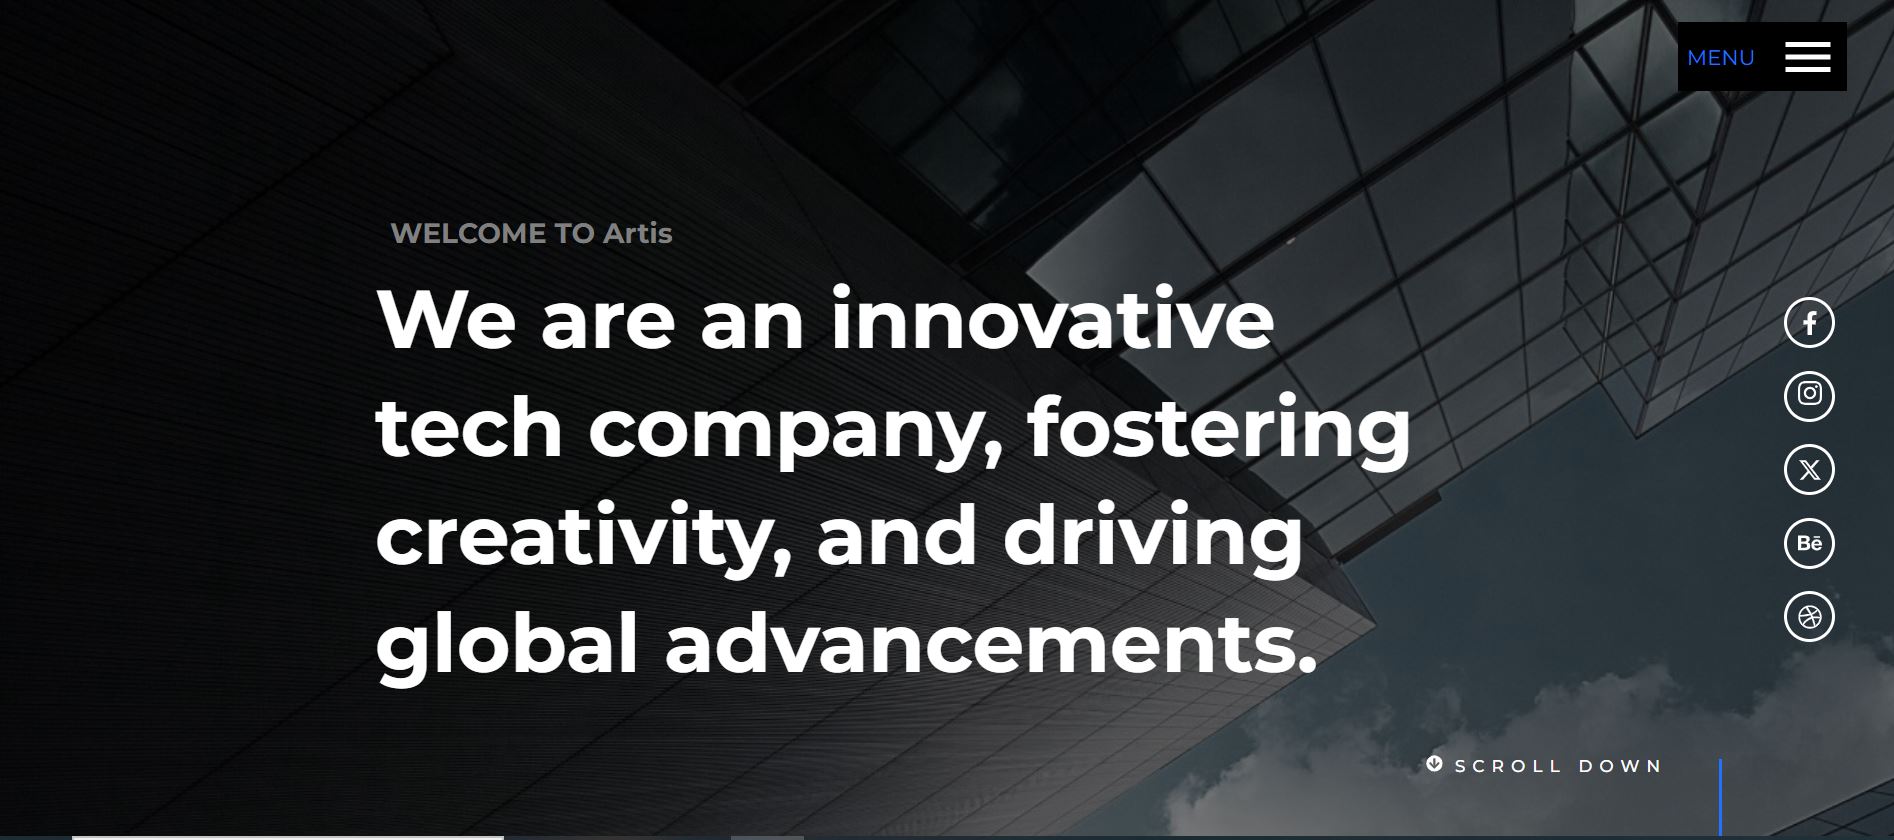 MENU
WELCOME TO Artis
We are an innovative
tech company, fostering
creativity, and driving
global advancements.
Bē
SCROLL DOWN